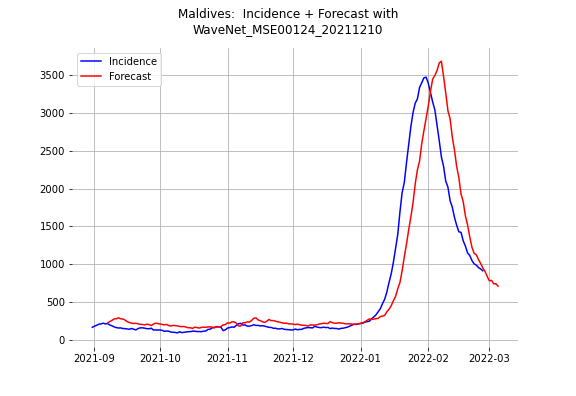 Maldives:  Incidence + Forecast with
WaveNet_MSE00124_20211210
Incidence
Forecast
3500
3000
2500
2000
1500
1000
500
0
2021-09 2021-10 2021-11 2021-12 2022-01 2022-02 2022-03